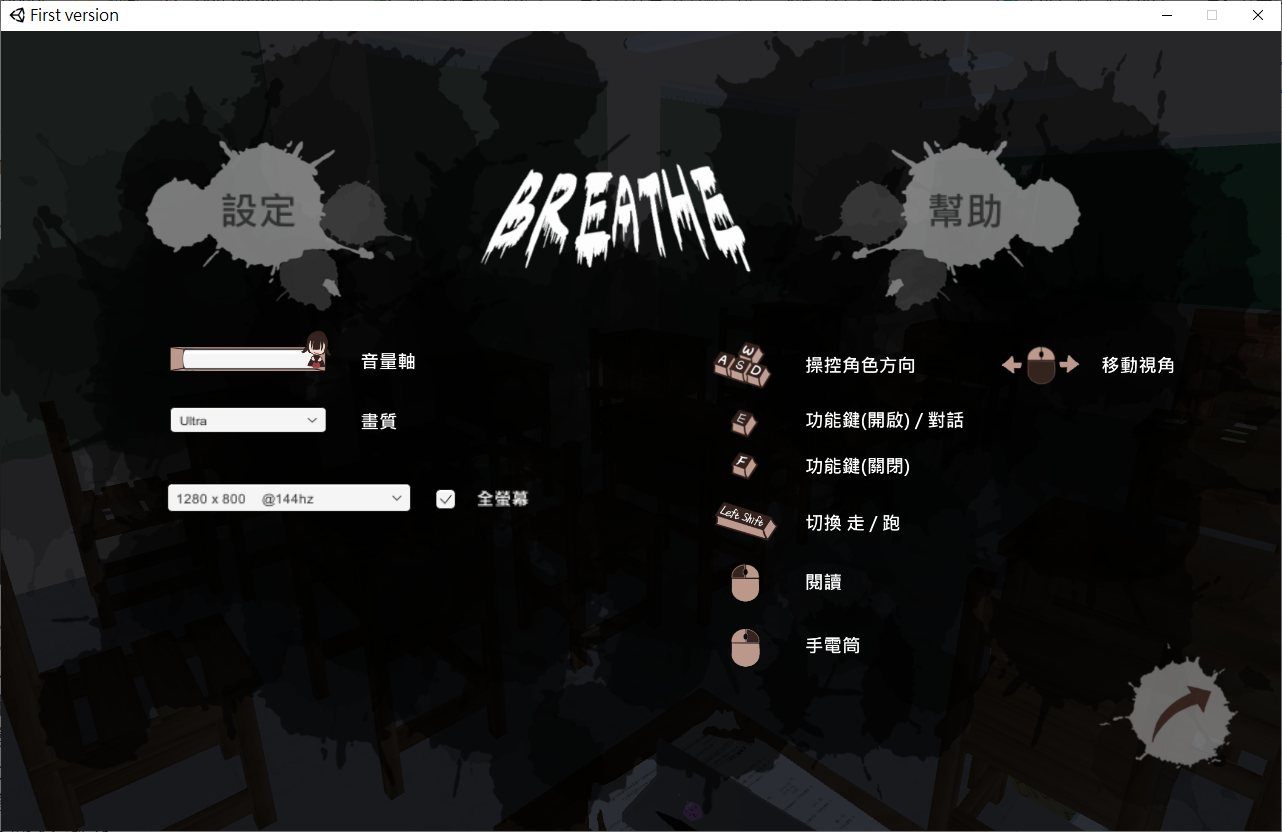 First version
設定
BREATHE
幫助
音量軸
Ultra
畫質
1280 x 800 @144hz
全螢幕
W
A S D
操控角色方向
移動視角
E
功能鍵(開啟) / 對話
F
功能鍵(關閉)
Left Shift
切換 走 / 跑
閱讀
手電筒